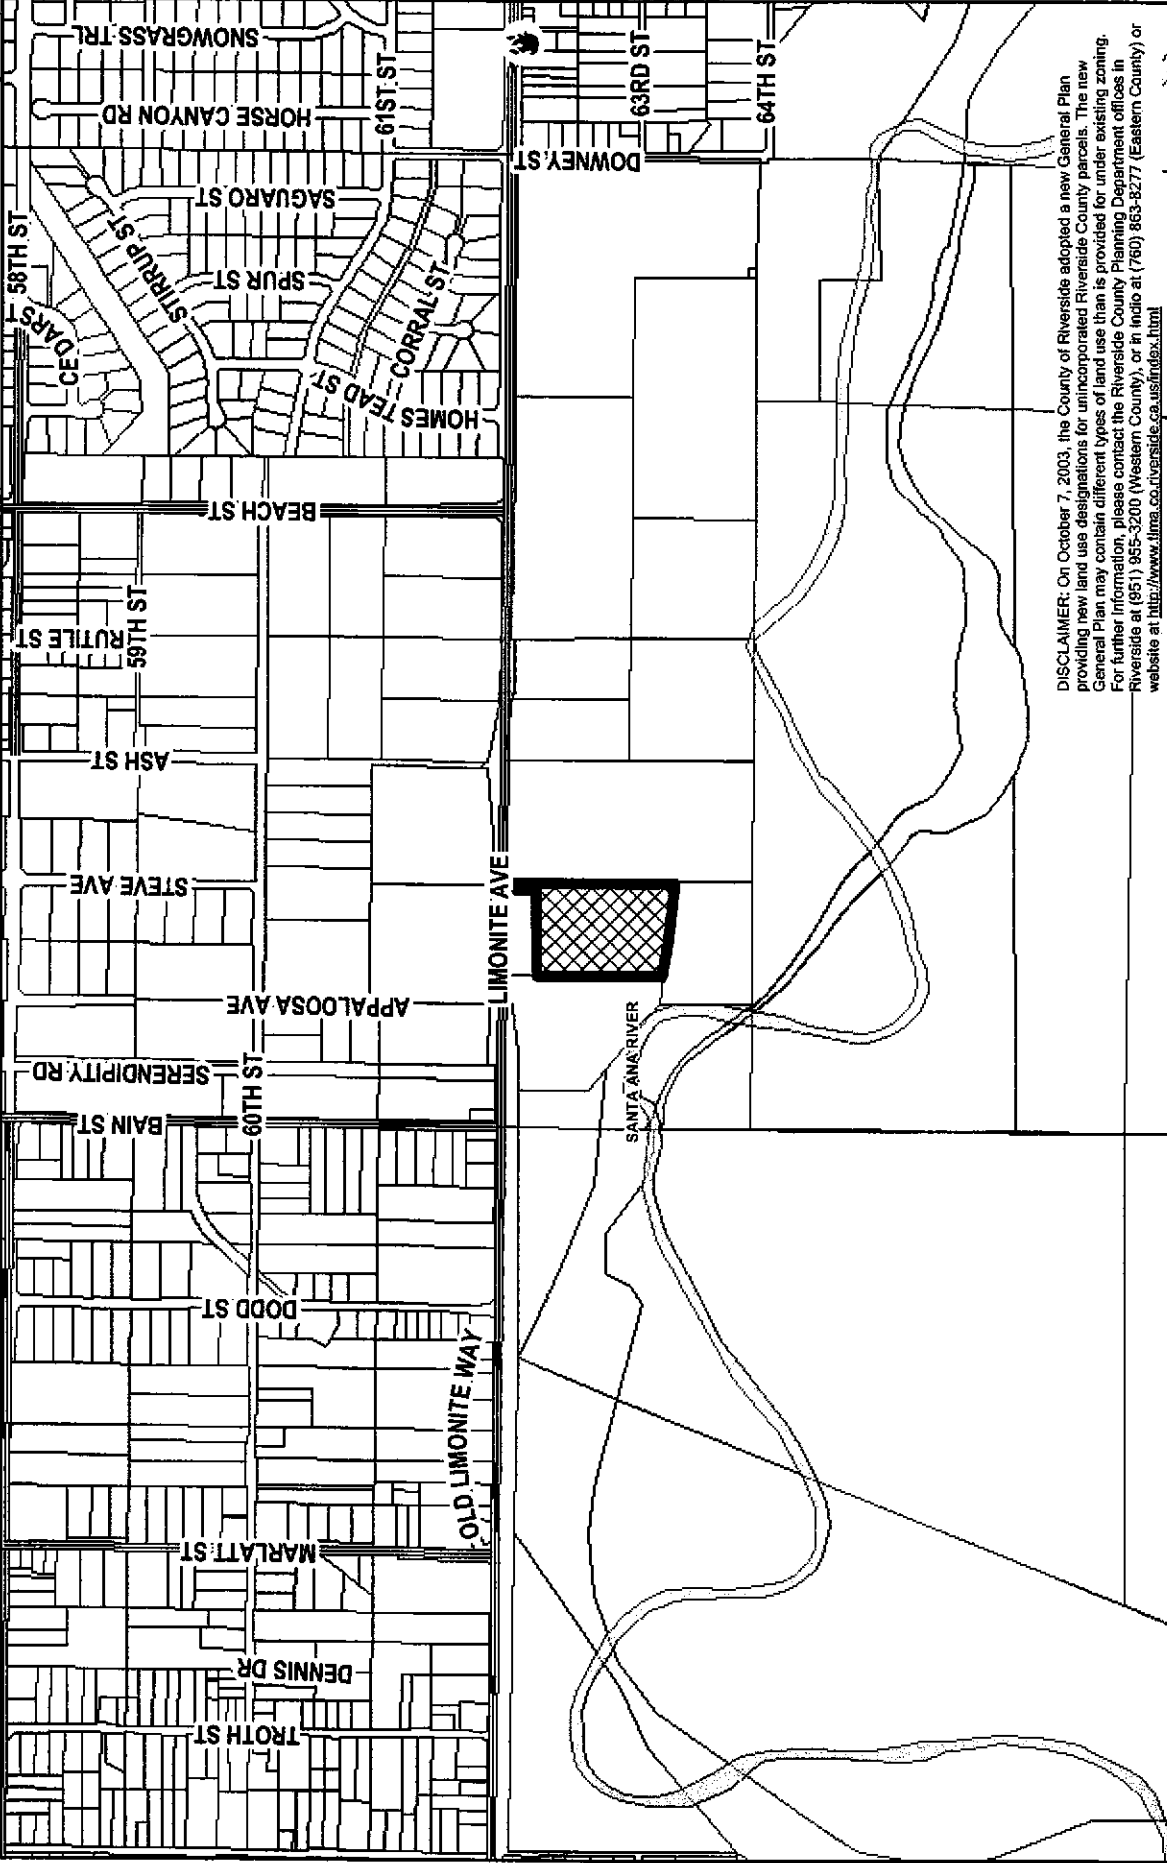 SNOWGRASS TRL
HORSE CANYON RD
61ST ST
63RD ST
64TH ST
DOWNEY ST
SAGUARO ST
58TH ST
STIRRUP ST
SPUR ST
CEDAR ST
CORRAL ST
HOMESTEAD ST
BEACH ST
RUTILE ST
59TH ST
ASH ST
STEVE AVE
LIMONITE AVE
APPALOOSA AVE
SERENDIPITY RD
60TH ST
BAIN ST
SANTA ANA RIVER
DODD ST
OLD LIMONITE WAY
MARLATT ST
DENNIS DR
TROTH ST
DISCLAIMER: On October 7, 2003, the County of Riverside adopted a new General Plan
providing new land use designations for unincorporated Riverside County parcels. The new
General Plan may contain different types of land use than is provided for under existing zoning.
For further information, please contact the Riverside County Planning Department offices in
Riverside at (951) 955-3200 (Western County), or in Indio at (760) 863-8277 (Eastern County) or
website at http://www.tlma.co.riverside.ca.us/index.html